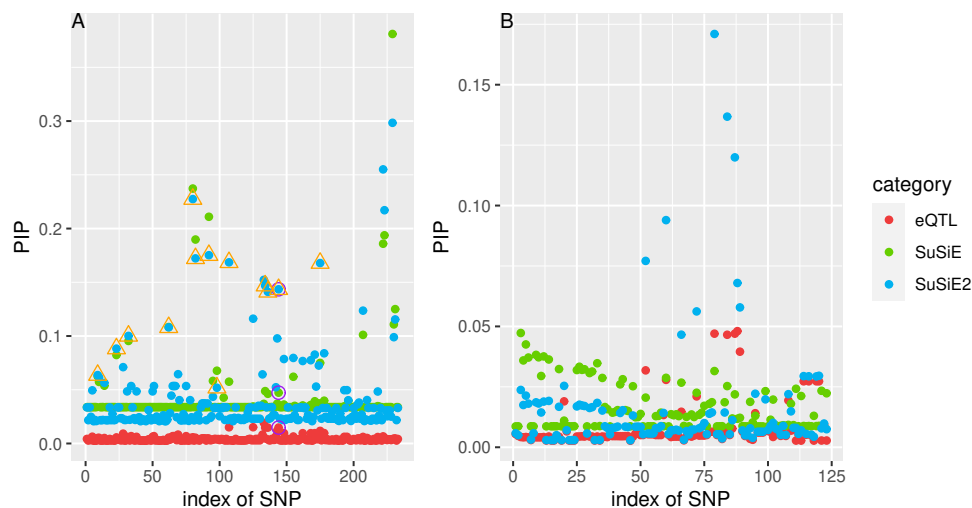 A
B
PIP
0.3
0.2
0.1
0.0
0
50
100
150
200
index of SNP
PIP
0.15
0.10
0.05
0.00
0
25
50
75
100
125
index of SNP
category
eQTL
SuSiE
SuSiE2